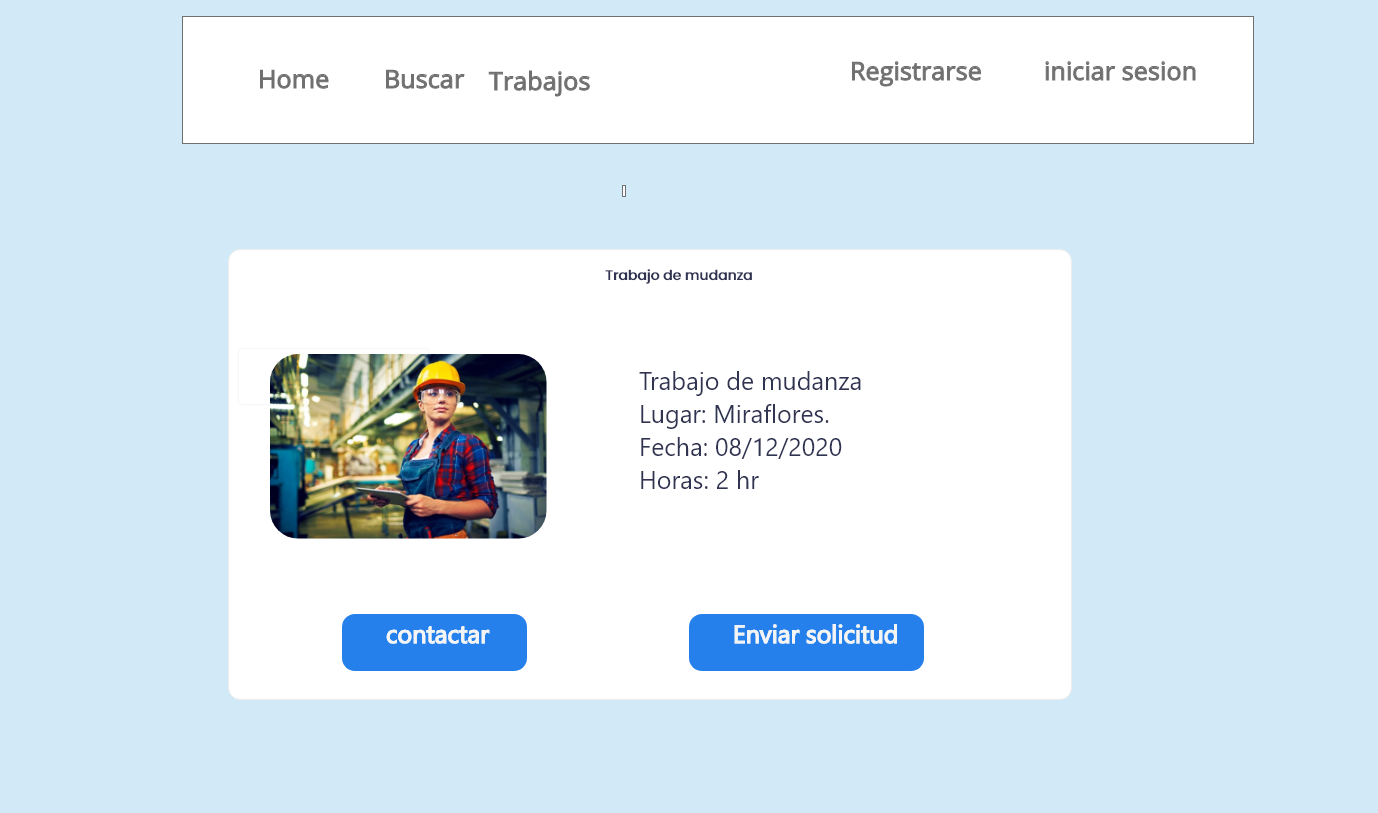 Home Buscar Trabajos Registrarse iniciar sesion
Trabajo de mudanza
Trabajo de mudanza
Lugar: Miraflores.
Fecha: 08/12/2020
Horas: 2 hr
contactar Enviar solicitud